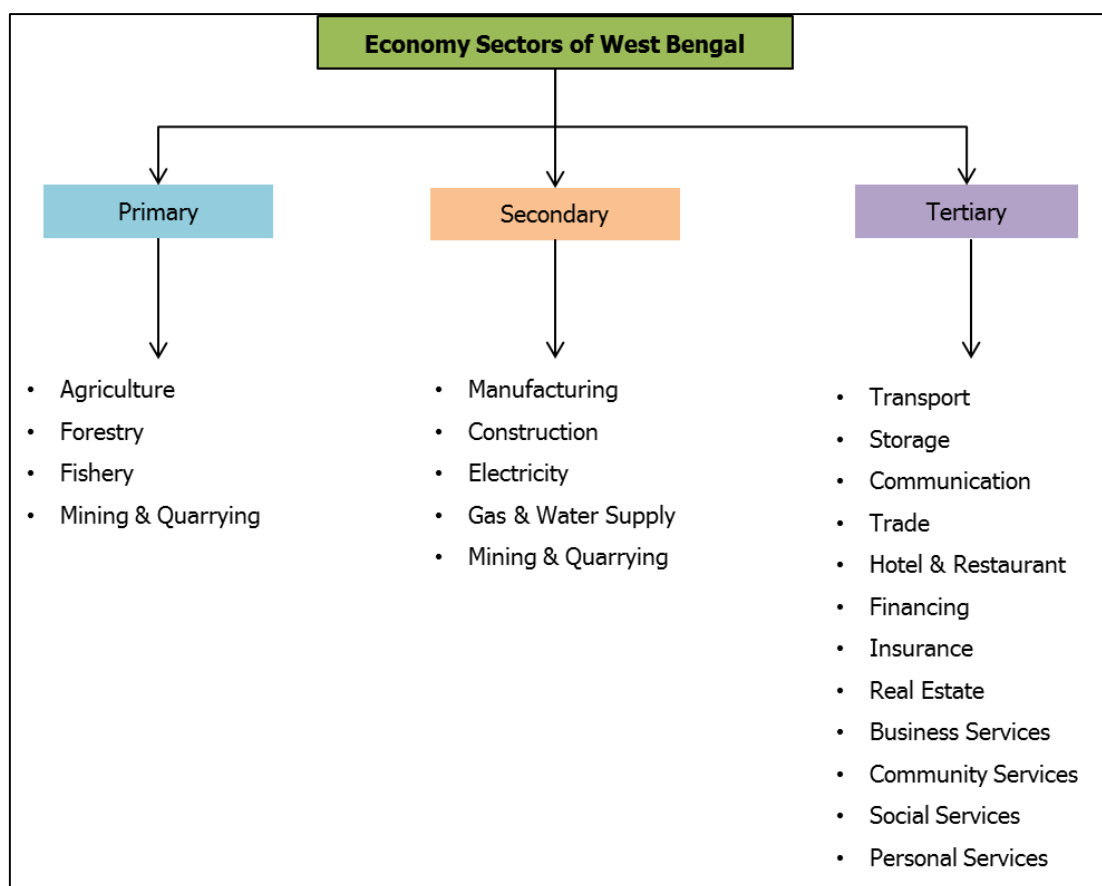 Economy Sectors of West Bengal
Primary
Secondary
Tertiary
• Agriculture
• Forestry
• Fishery
• Mining & Quarrying
• Manufacturing
• Construction
• Electricity
• Gas & Water Supply
• Mining & Quarrying
• Transport
• Storage
• Communication
• Trade
• Hotel & Restaurant
• Financing
• Insurance
• Real Estate
• Business Services
• Community Services
• Social Services
• Personal Services